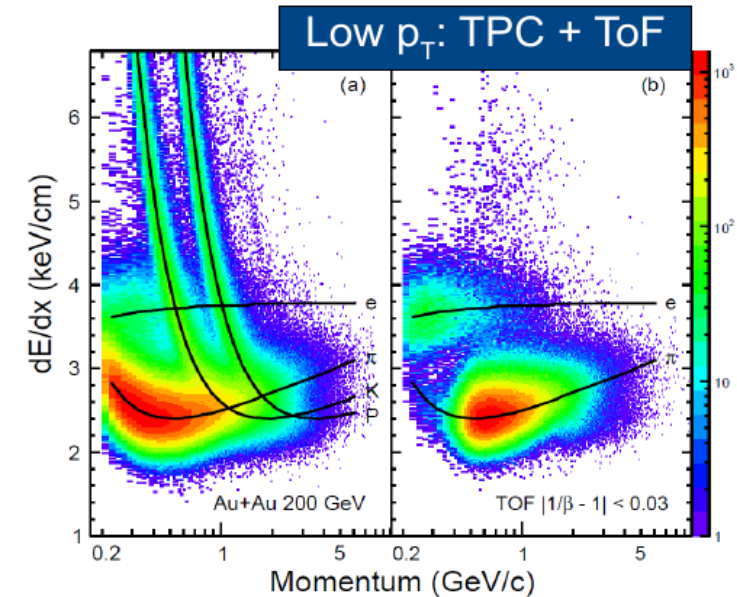 Low pT: TPC + ToF
(a)
(b)
dE/dx (keV/cm)
6
5
4
3
2
1
e
π
K
p
e
π
Au+Au 200 GeV
TOF |1/β - 1| < 0.03
0.2 1 5
0.2 1 5
Momentum (GeV/c)
10³
10²
10
1